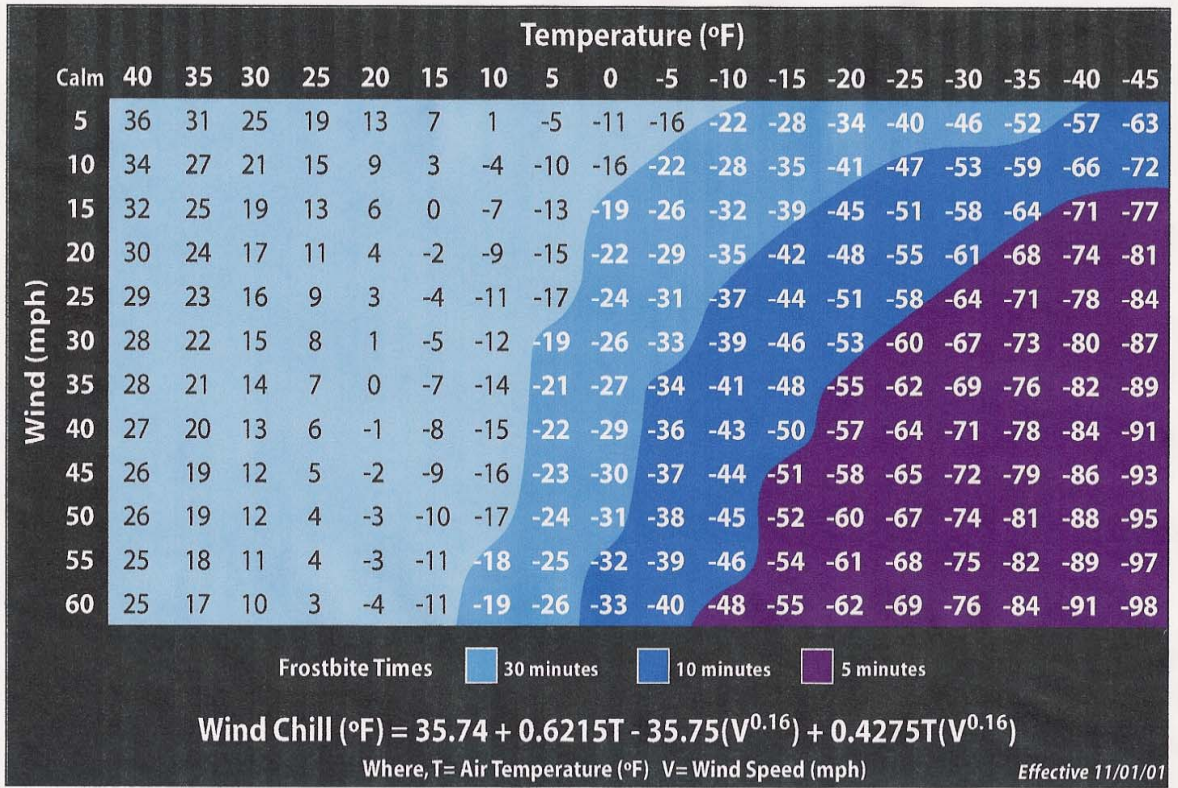 Temperature (ºF)
Calm 40 35 30 25 20 15 10 5 0 -5 -10 -15 -20 -25 -30 -35 -40 -45
5 36 31 25 19 13 7 1 -5 -11 -16 -22 -28 -34 -40 -46 -52 -57 -63
10 34 27 21 15 9 3 -4 -10 -16 -22 -28 -35 -41 -47 -53 -59 -66 -72
15 32 25 19 13 6 0 -7 -13 -19 -26 -32 -39 -45 -51 -58 -64 -71 -77
20 30 24 17 11 4 -2 -9 -15 -22 -29 -35 -42 -48 -55 -61 -68 -74 -81
25 29 23 16 9 3 -4 -11 -17 -24 -31 -37 -44 -51 -58 -64 -71 -78 -84
30 28 22 15 8 1 -5 -12 -19 -26 -33 -39 -46 -53 -60 -67 -73 -80 -87
35 28 21 14 7 0 -7 -14 -21 -27 -34 -41 -48 -55 -62 -69 -76 -82 -89
40 27 20 13 6 -1 -8 -15 -22 -29 -36 -43 -50 -57 -64 -71 -78 -84 -91
45 26 19 12 5 -2 -9 -16 -23 -30 -37 -44 -51 -58 -65 -72 -79 -86 -93
50 26 19 12 4 -3 -10 -17 -24 -31 -38 -45 -52 -60 -67 -74 -81 -88 -95
55 25 18 11 4 -3 -11 -18 -25 -32 -39 -46 -54 -61 -68 -75 -82 -89 -97
60 25 17 10 3 -4 -11 -19 -26 -33 -40 -48 -55 -62 -69 -76 -84 -91 -98
Wind (mph)
Frostbite Times 30 minutes 10 minutes 5 minutes
Wind Chill (ºF) = 35.74 + 0.6215T - 35.75(V^0.16) + 0.4275T(V^0.16)
Where, T= Air Temperature (ºF) V= Wind Speed (mph) Effective 11/01/01